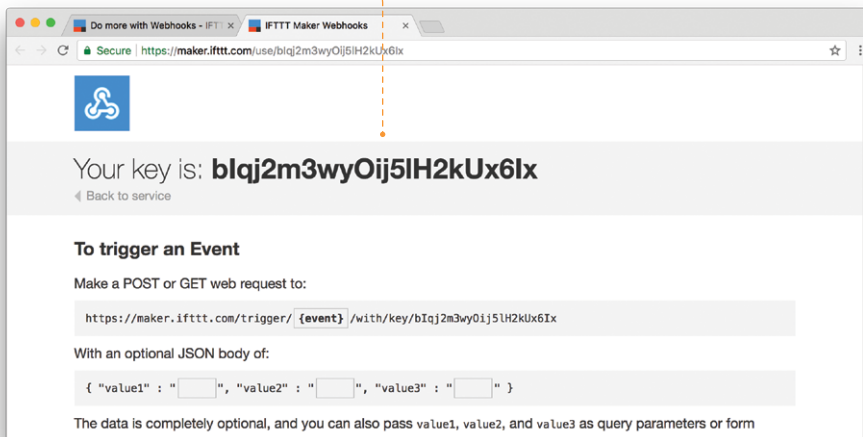 Do more with Webhooks - IFT
IFTTT Maker Webhooks
Secure | https://maker.ifttt.com/use/bIqj2m3wyOij5lH2kUx6Ix
Your key is: bIqj2m3wyOij5lH2kUx6Ix
Back to service
To trigger an Event
Make a POST or GET web request to:
https://maker.ifttt.com/trigger/ {event} /with/key/bIqj2m3wyOij5lH2kUx6Ix
With an optional JSON body of:
{ "value1" : " ", "value2" : " ", "value3" : " " }
The data is completely optional, and you can also pass value1, value2, and value3 as query parameters or form